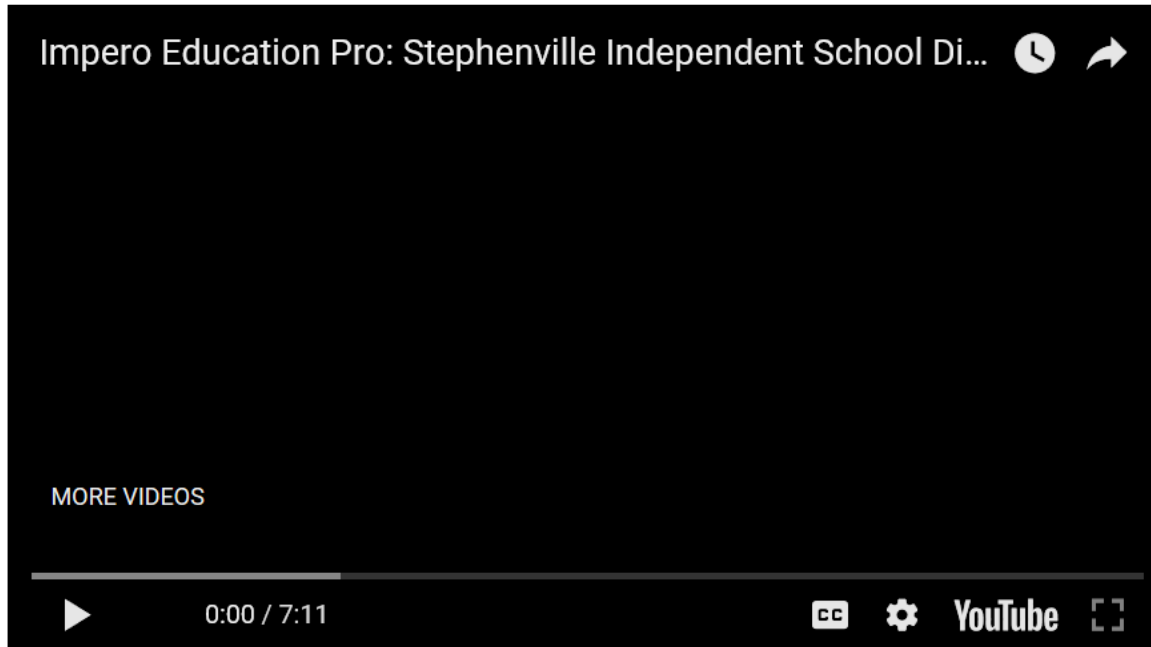 Impero Education Pro: Stephenville Independent School Di...
MORE VIDEOS
0:00 / 7:11
CC
YouTube